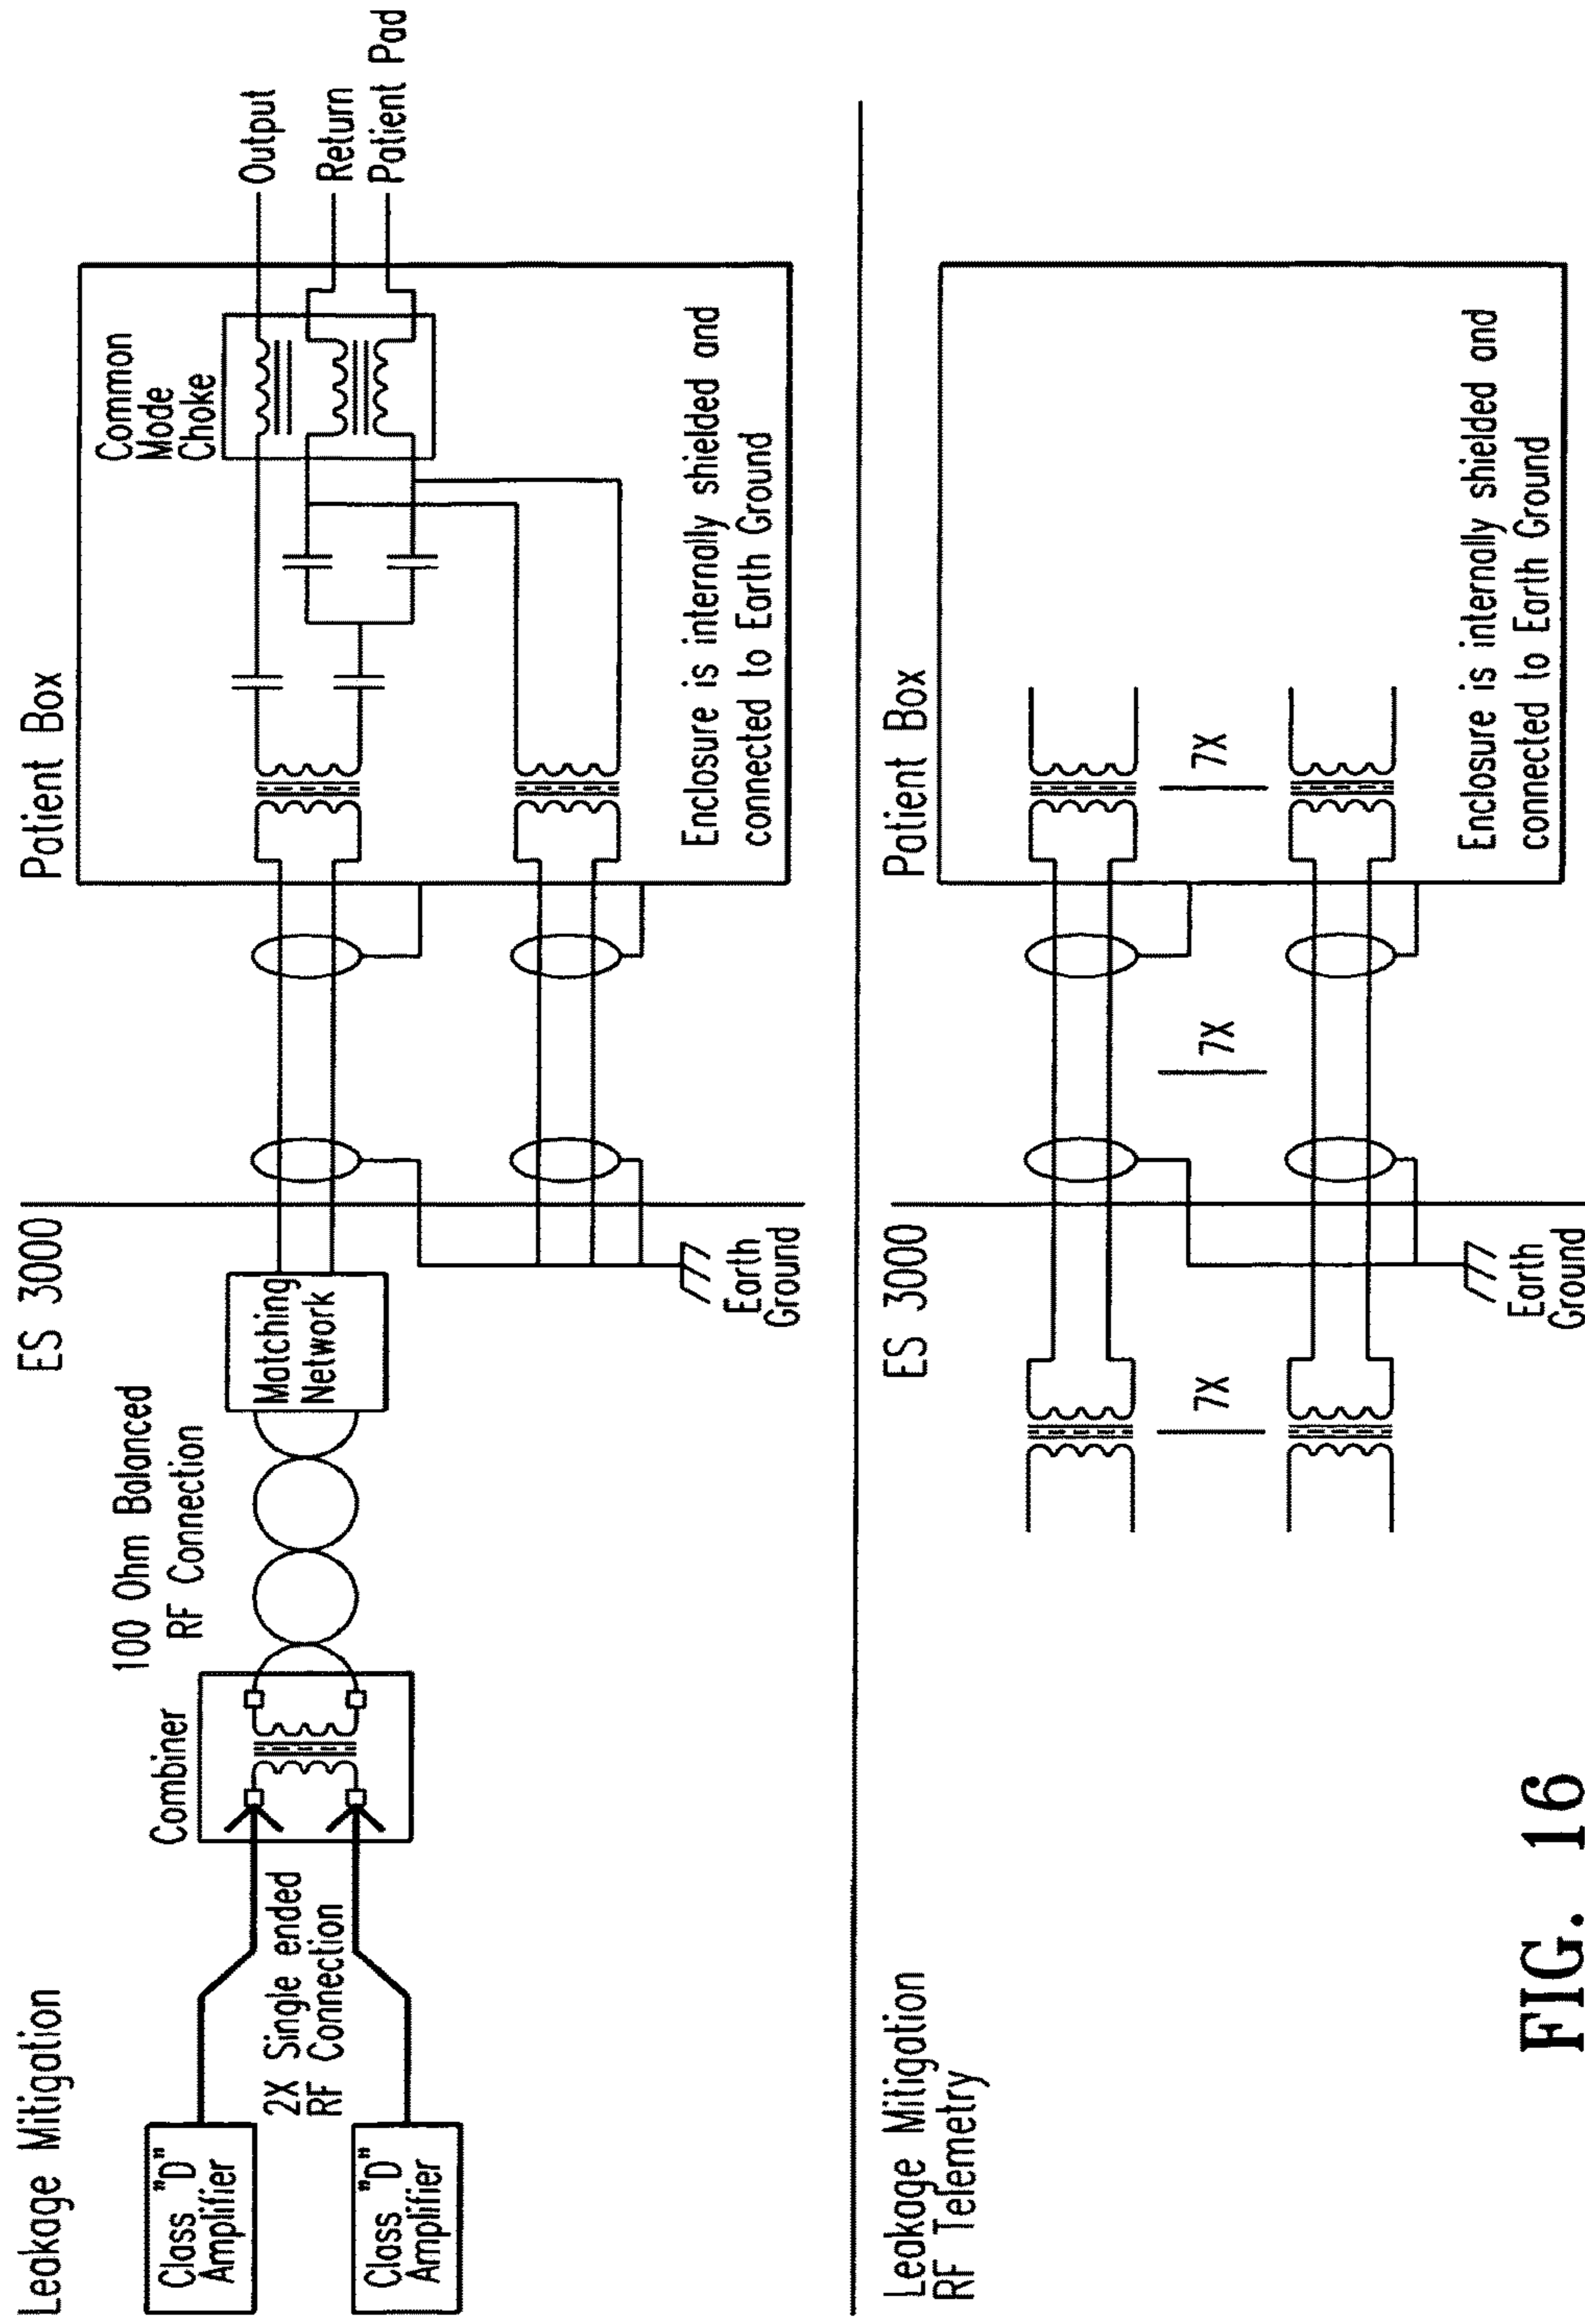 Leakage Mitigation
Class "D"
Amplifier
Class "D"
Amplifier
2X Single ended
RF Connection
Combiner
100 Ohm Balanced
RF Connection
ES 3000
Matching
Network
Earth
Ground
Patient Box
Common
Mode
Choke
Output
Return
Patient Pad
Enclosure is internally shielded and
connected to Earth Ground
Leakage Mitigation
RF Telemetry
ES 3000
7X
Earth
Ground
7X
Patient Box
7X
Enclosure is internally shielded and
connected to Earth Ground
FIG. 16